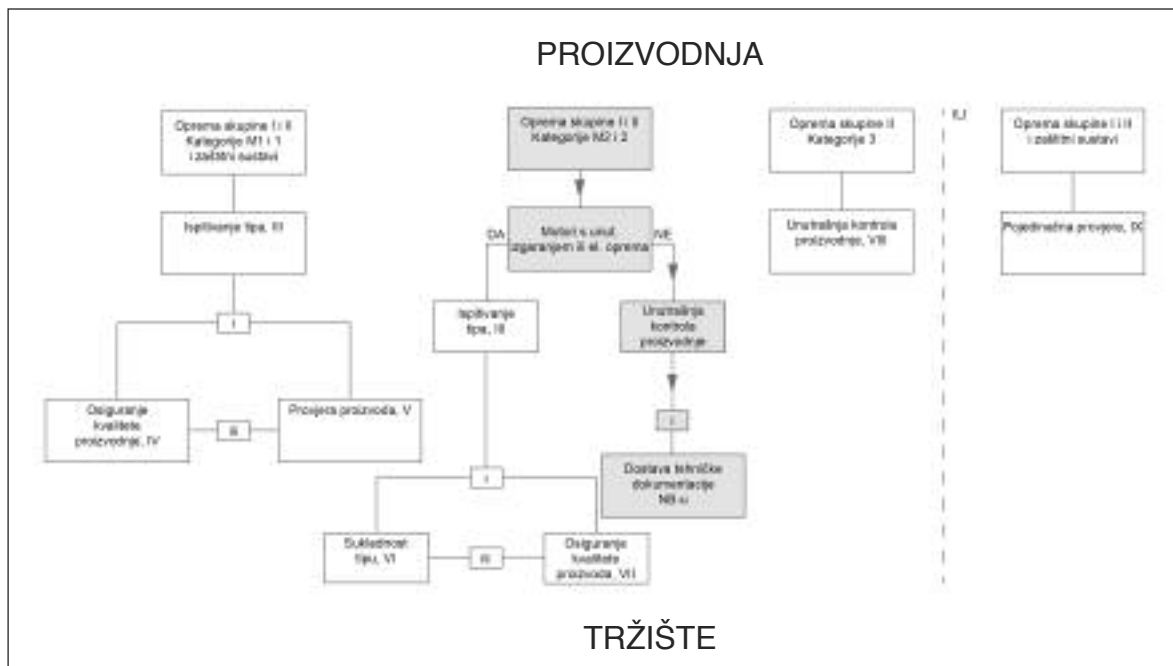 PROIZVODNJA
Oprema skupine I i II
Kategorije M1 i 1
i zaštitni sustavi
Oprema skupine I i II
Kategorije M2 i 2
Oprema skupine II
Kategorije 3
ILI
Oprema skupine I i II
i zaštitni sustavi
Ispitivanje tipa, III
DA
Motori s unut.
izgaranjem ili el. oprema
NE
Unutrašnja kontrola
proizvodnje, VIII
Pojedinačna provjera, IX
Ispitivanje
tipa, III
Unutrašnja
kontrola
proizvodnje
I
Osiguranje
kvalitete
proizvodnje, IV
Provjera proizvoda, V
I
Dostava tehničke
dokumentacije
NB-u
I
Sukladnost
tipu, VI
Osiguranje
kvalitete
proizvoda, VII
TRŽIŠTE